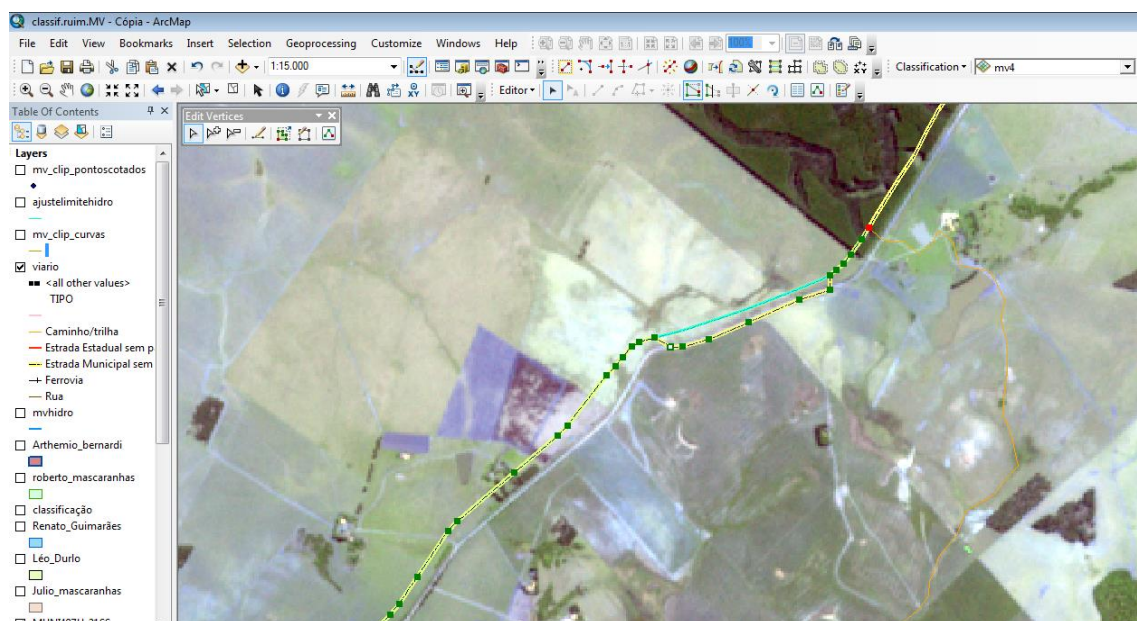 classif.ruim.MV - Cópia - ArcMap
File Edit View Bookmarks Insert Selection Geoprocessing Customize Windows Help 100%
1:15.000 Classification mv4
Editor
Table Of Contents
Edit Vertices
Layers
mv_clip_pontoscotados
ajustelimitehidro
mv_clip_curvas
viario
<all other values>
TIPO
Caminho/trilha
Estrada Estadual sem p
Estrada Municipal sem
Ferrovia
Rua
mvhidro
Arthemio_bernardi
roberto_mascaranhas
classificação
Renato_Guimarães
Léo_Durlo
Julio_mascaranhas